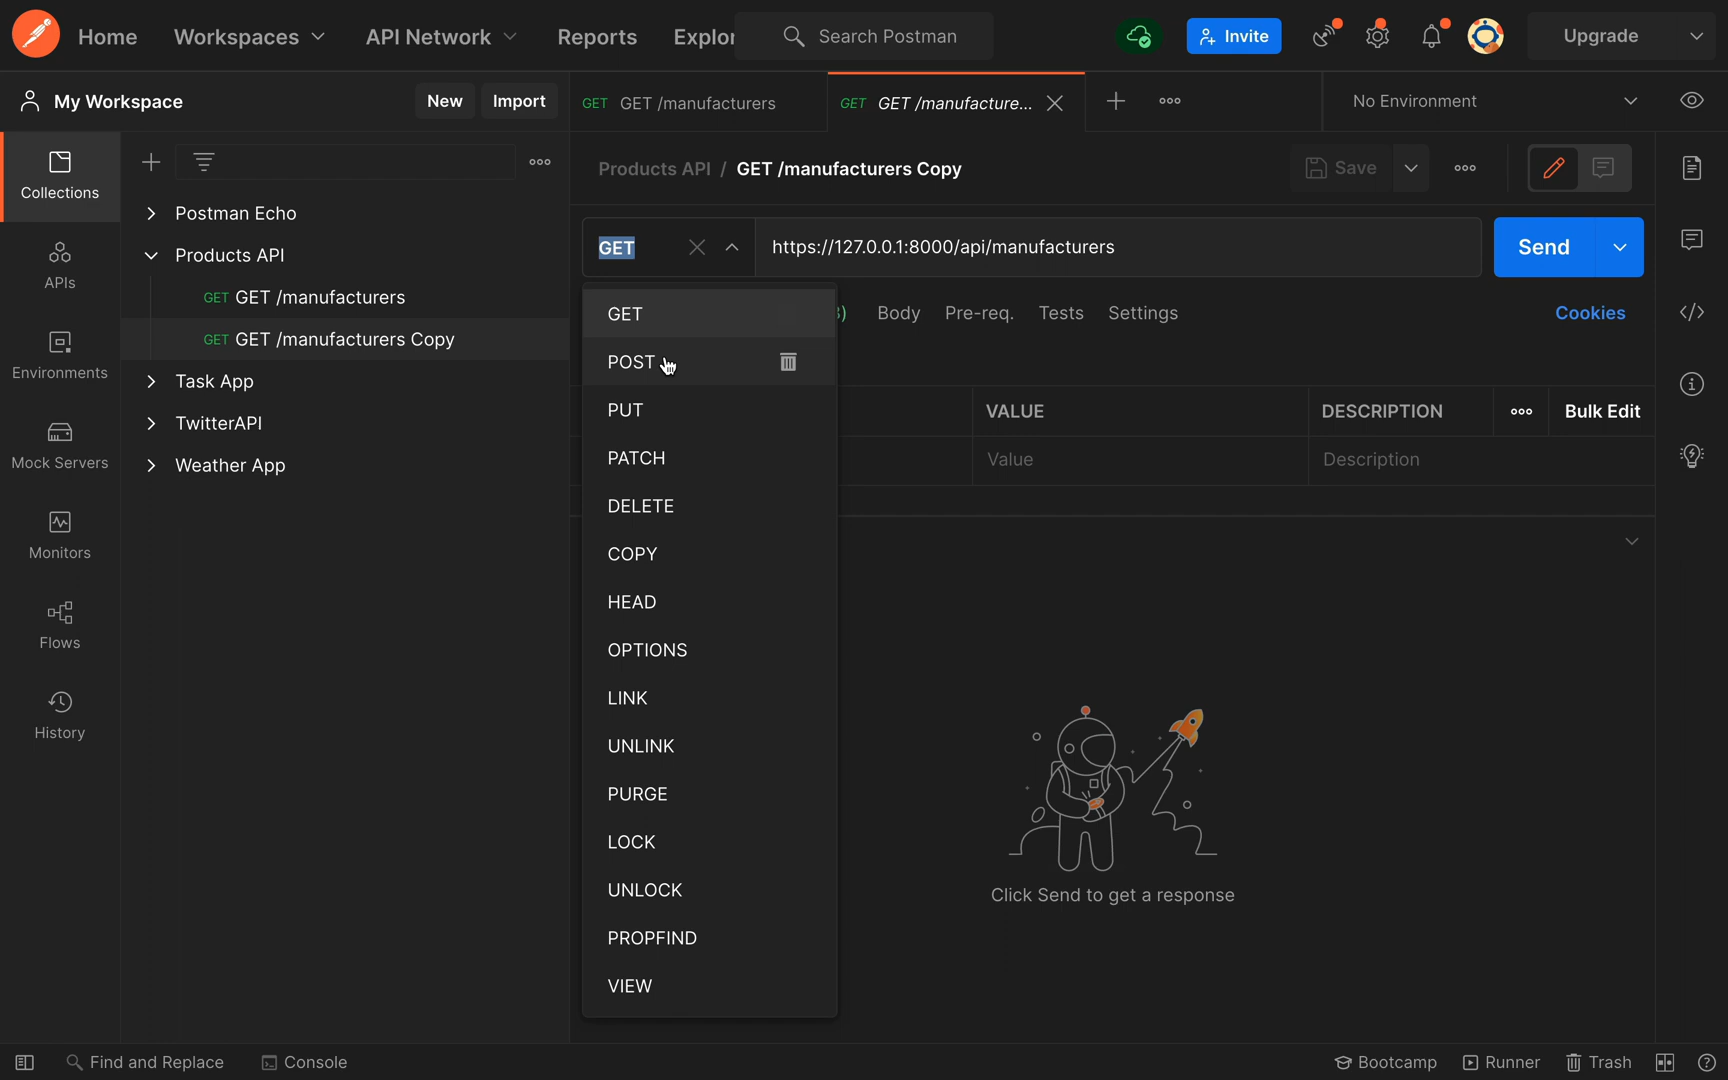 Home Workspaces API Network Reports Explor Search Postman Invite Upgrade
My Workspace New Import GET GET /manufacturers GET GET /manufacture... No Environment
Collections
APIs
Environments
Mock Servers
Monitors
Flows
History
Postman Echo
Products API
GET GET /manufacturers
GET GET /manufacturers Copy
Task App
TwitterAPI
Weather App
Products API / GET /manufacturers Copy Save
GET https://127.0.0.1:8000/api/manufacturers Send
Body Pre-req. Tests Settings Cookies
VALUE DESCRIPTION Bulk Edit
Value Description
GET
POST
PUT
PATCH
DELETE
COPY
HEAD
OPTIONS
LINK
UNLINK
PURGE
LOCK
UNLOCK
PROPFIND
VIEW
Click Send to get a response
Find and Replace Console Bootcamp Runner Trash